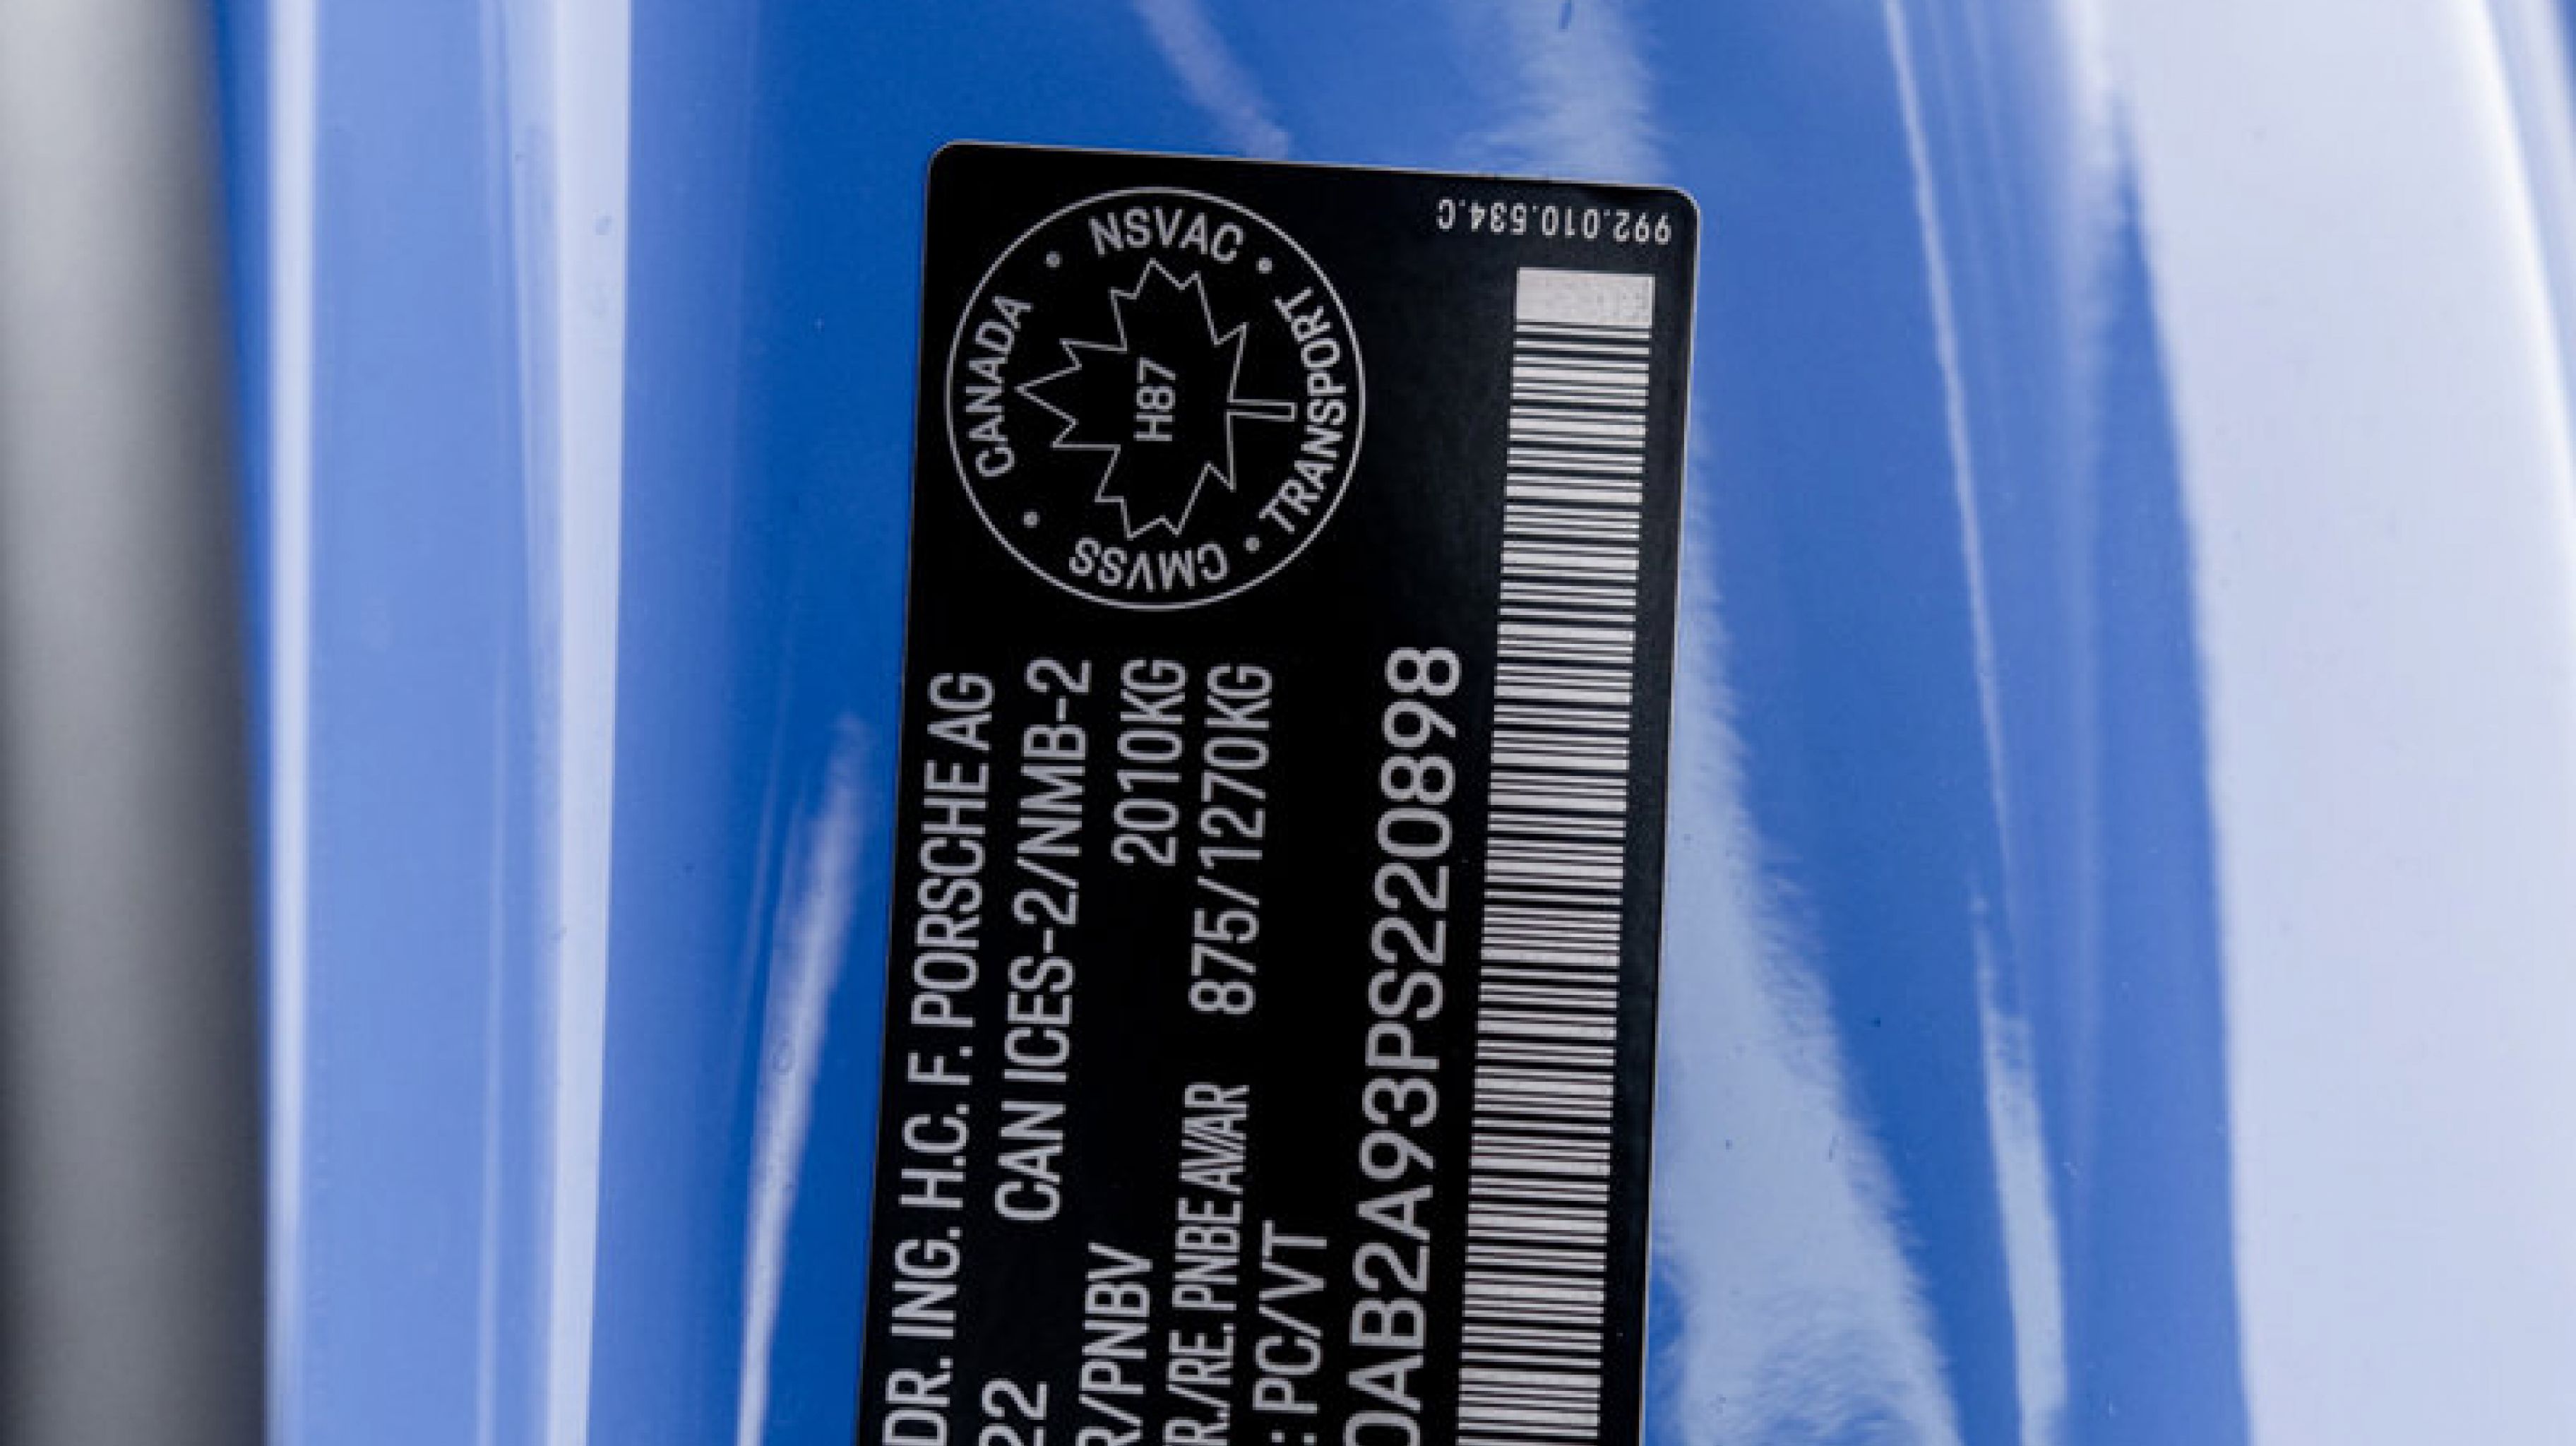 DR. ING. H.C. F. PORSCHE AG
22 CAN ICES-2/NMB-2
R/PNBV 2010KG
R./RE. PNBE AV/AR 875/1270KG
: PC/VT
0AB2A93PS220898
CANADA
NSVAC
TRANSPORT
CMVSS
H87
992.010.534.C